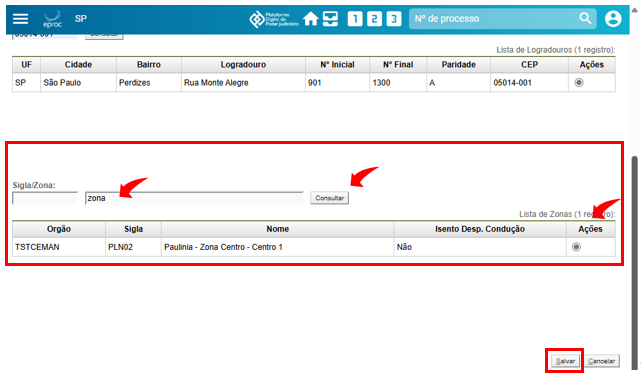 eproc SP Plataforma Digital do Poder Judiciário 1 2 3 Nº de processo
05014-001 Consultar
Lista de Logradouros (1 registro):
UF Cidade Bairro Logradouro Nº Inicial Nº Final Paridade CEP Ações
SP São Paulo Perdizes Rua Monte Alegre 901 1300 A 05014-001
Sigla/Zona:
zona Consultar
Lista de Zonas (1 registro):
Orgão Sigla Nome Isento Desp. Condução Ações
TSTCEMAN PLN02 Paulinia - Zona Centro - Centro 1 Não
Salvar Cancelar